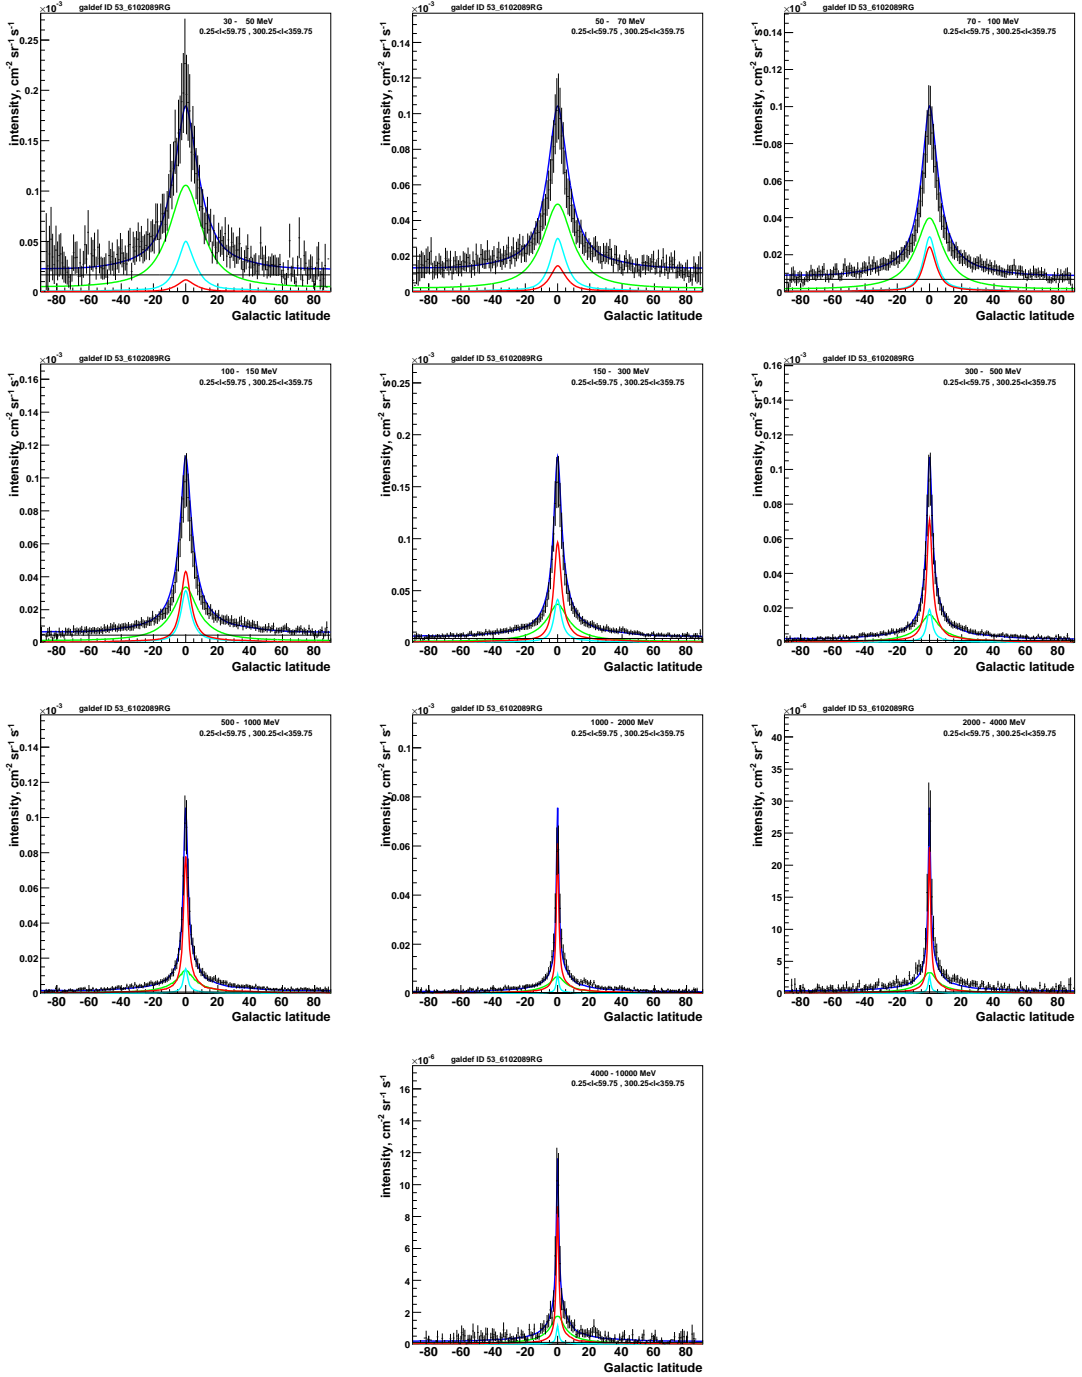 ×10⁻³ galdef ID 53_6102089RG
30 - 50 MeV
0.25<l<59.75 , 300.25<l<359.75
intensity, cm⁻² sr⁻¹ s⁻¹
0.25
0.2
0.15
0.1
0.05
0
-80 -60 -40 -20 0 20 40 60 80
Galactic latitude
×10⁻³ galdef ID 53_6102089RG
50 - 70 MeV
0.25<l<59.75 , 300.25<l<359.75
intensity, cm⁻² sr⁻¹ s⁻¹
0.14
0.12
0.1
0.08
0.06
0.04
0.02
0
-80 -60 -40 -20 0 20 40 60 80
Galactic latitude
×10⁻³ galdef ID 53_6102089RG
70 - 100 MeV
0.25<l<59.75 , 300.25<l<359.75
intensity, cm⁻² sr⁻¹ s⁻¹
0.14
0.12
0.1
0.08
0.06
0.04
0.02
0
-80 -60 -40 -20 0 20 40 60 80
Galactic latitude
×10⁻³ galdef ID 53_6102089RG
100 - 150 MeV
0.25<l<59.75 , 300.25<l<359.75
intensity, cm⁻² sr⁻¹ s⁻¹
0.16
0.14
0.12
0.1
0.08
0.06
0.04
0.02
0
-80 -60 -40 -20 0 20 40 60 80
Galactic latitude
×10⁻³ galdef ID 53_6102089RG
150 - 300 MeV
0.25<l<59.75 , 300.25<l<359.75
intensity, cm⁻² sr⁻¹ s⁻¹
0.25
0.2
0.15
0.1
0.05
0
-80 -60 -40 -20 0 20 40 60 80
Galactic latitude
×10⁻³ galdef ID 53_6102089RG
300 - 500 MeV
0.25<l<59.75 , 300.25<l<359.75
intensity, cm⁻² sr⁻¹ s⁻¹
0.16
0.14
0.12
0.1
0.08
0.06
0.04
0.02
0
-80 -60 -40 -20 0 20 40 60 80
Galactic latitude
×10⁻³ galdef ID 53_6102089RG
500 - 1000 MeV
0.25<l<59.75 , 300.25<l<359.75
intensity, cm⁻² sr⁻¹ s⁻¹
0.14
0.12
0.1
0.08
0.06
0.04
0.02
0
-80 -60 -40 -20 0 20 40 60 80
Galactic latitude
×10⁻³ galdef ID 53_6102089RG
1000 - 2000 MeV
0.25<l<59.75 , 300.25<l<359.75
intensity, cm⁻² sr⁻¹ s⁻¹
0.1
0.08
0.06
0.04
0.02
0
-80 -60 -40 -20 0 20 40 60 80
Galactic latitude
×10⁻⁶ galdef ID 53_6102089RG
2000 - 4000 MeV
0.25<l<59.75 , 300.25<l<359.75
intensity, cm⁻² sr⁻¹ s⁻¹
40
35
30
25
20
15
10
5
0
-80 -60 -40 -20 0 20 40 60 80
Galactic latitude
×10⁻⁶ galdef ID 53_6102089RG
4000 - 10000 MeV
0.25<l<59.75 , 300.25<l<359.75
intensity, cm⁻² sr⁻¹ s⁻¹
16
14
12
10
8
6
4
2
0
-80 -60 -40 -20 0 20 40 60 80
Galactic latitude